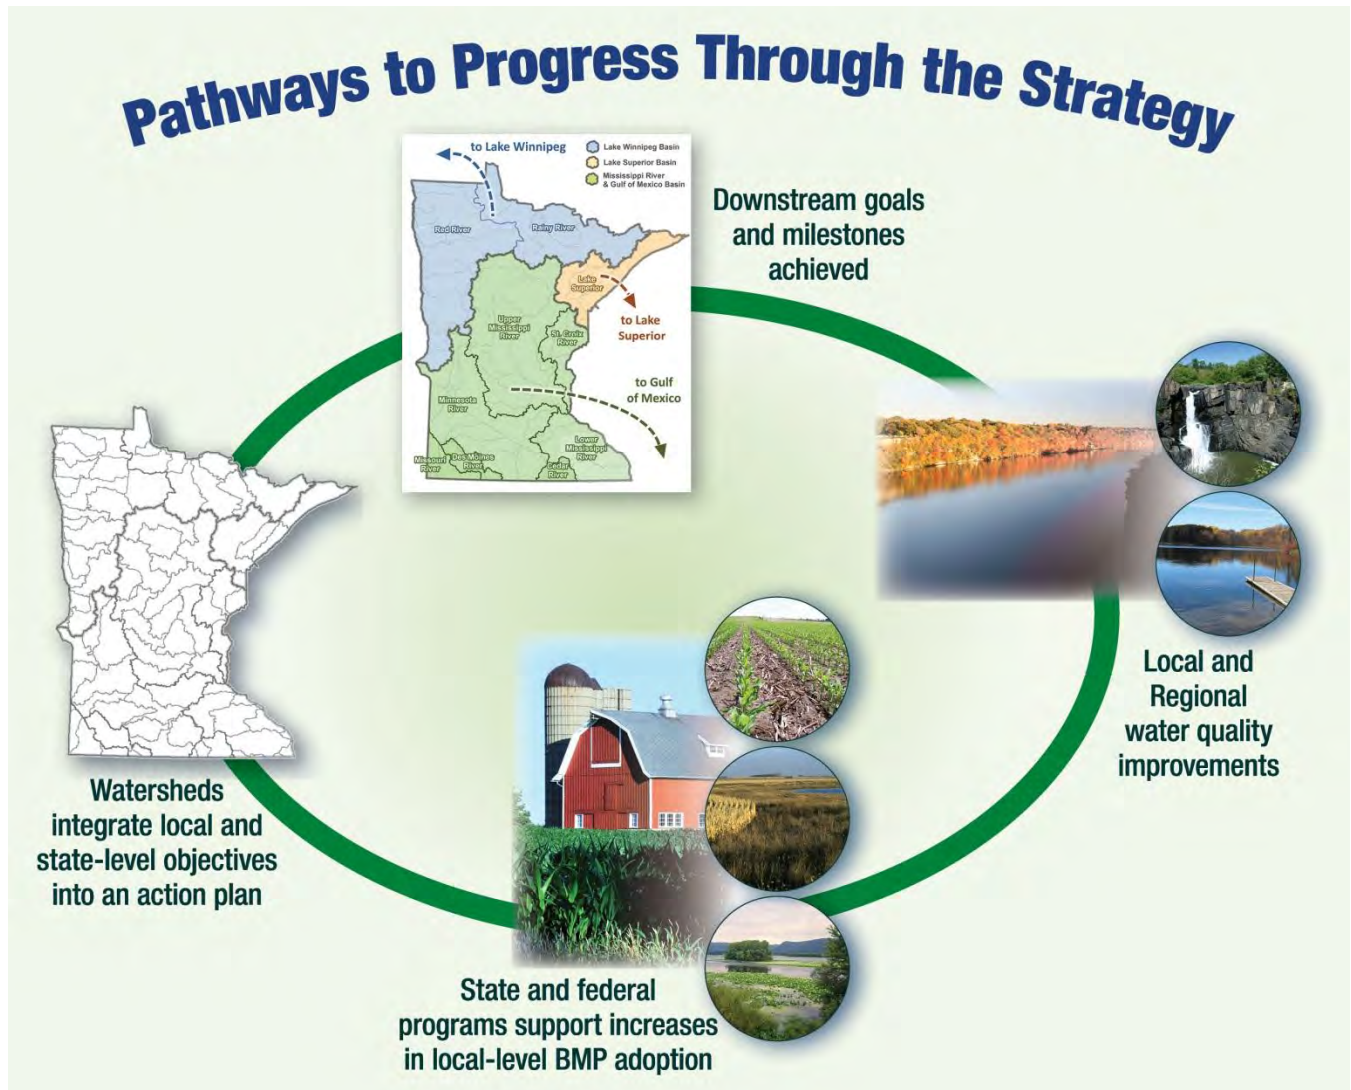 Pathways to Progress Through the Strategy
to Lake Winnipeg
Lake Winnipeg Basin
Lake Superior Basin
Mississippi River
& Gulf of Mexico Basin
Red River
Rainy River
Lake
Superior
to Lake
Superior
Upper
Mississippi
River
St. Croix
River
to Gulf
of Mexico
Minnesota
River
Missouri
River
Des Moines
River
Lower
Mississippi
River
Cedar
River
Downstream goals
and milestones
achieved
Local and
Regional
water quality
improvements
Watersheds
integrate local and
state-level objectives
into an action plan
State and federal
programs support increases
in local-level BMP adoption